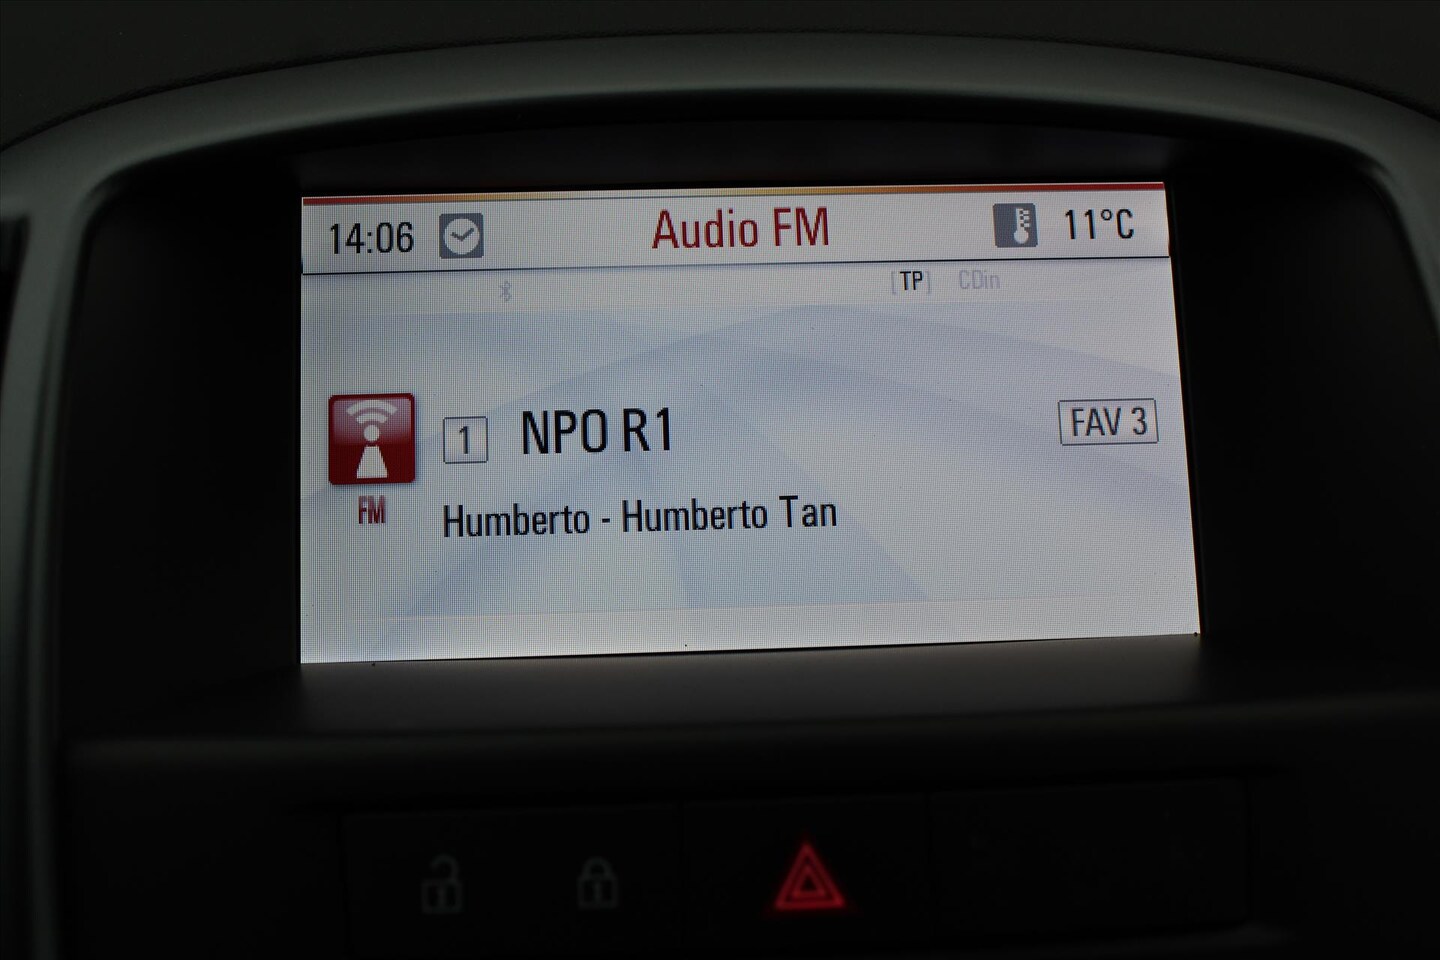 14:06 Audio FM 11°C
[TP] CDin
1 NPO R1 FAV 3
FM
Humberto - Humberto Tan